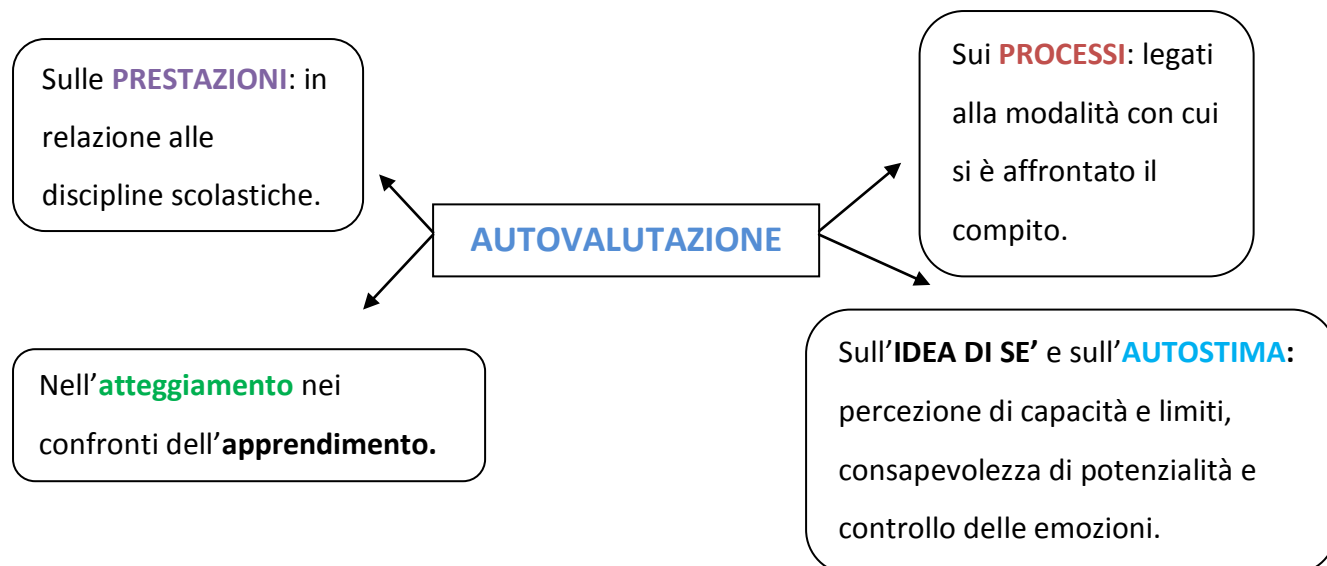 Sulle PRESTAZIONI: in
relazione alle
discipline scolastiche.
Sui PROCESSI: legati
alla modalità con cui
si è affrontato il
compito.
AUTOVALUTAZIONE
Nell’atteggiamento nei
confronti dell’apprendimento.
Sull’IDEA DI SE’ e sull’AUTOSTIMA:
percezione di capacità e limiti,
consapevolezza di potenzialità e
controllo delle emozioni.